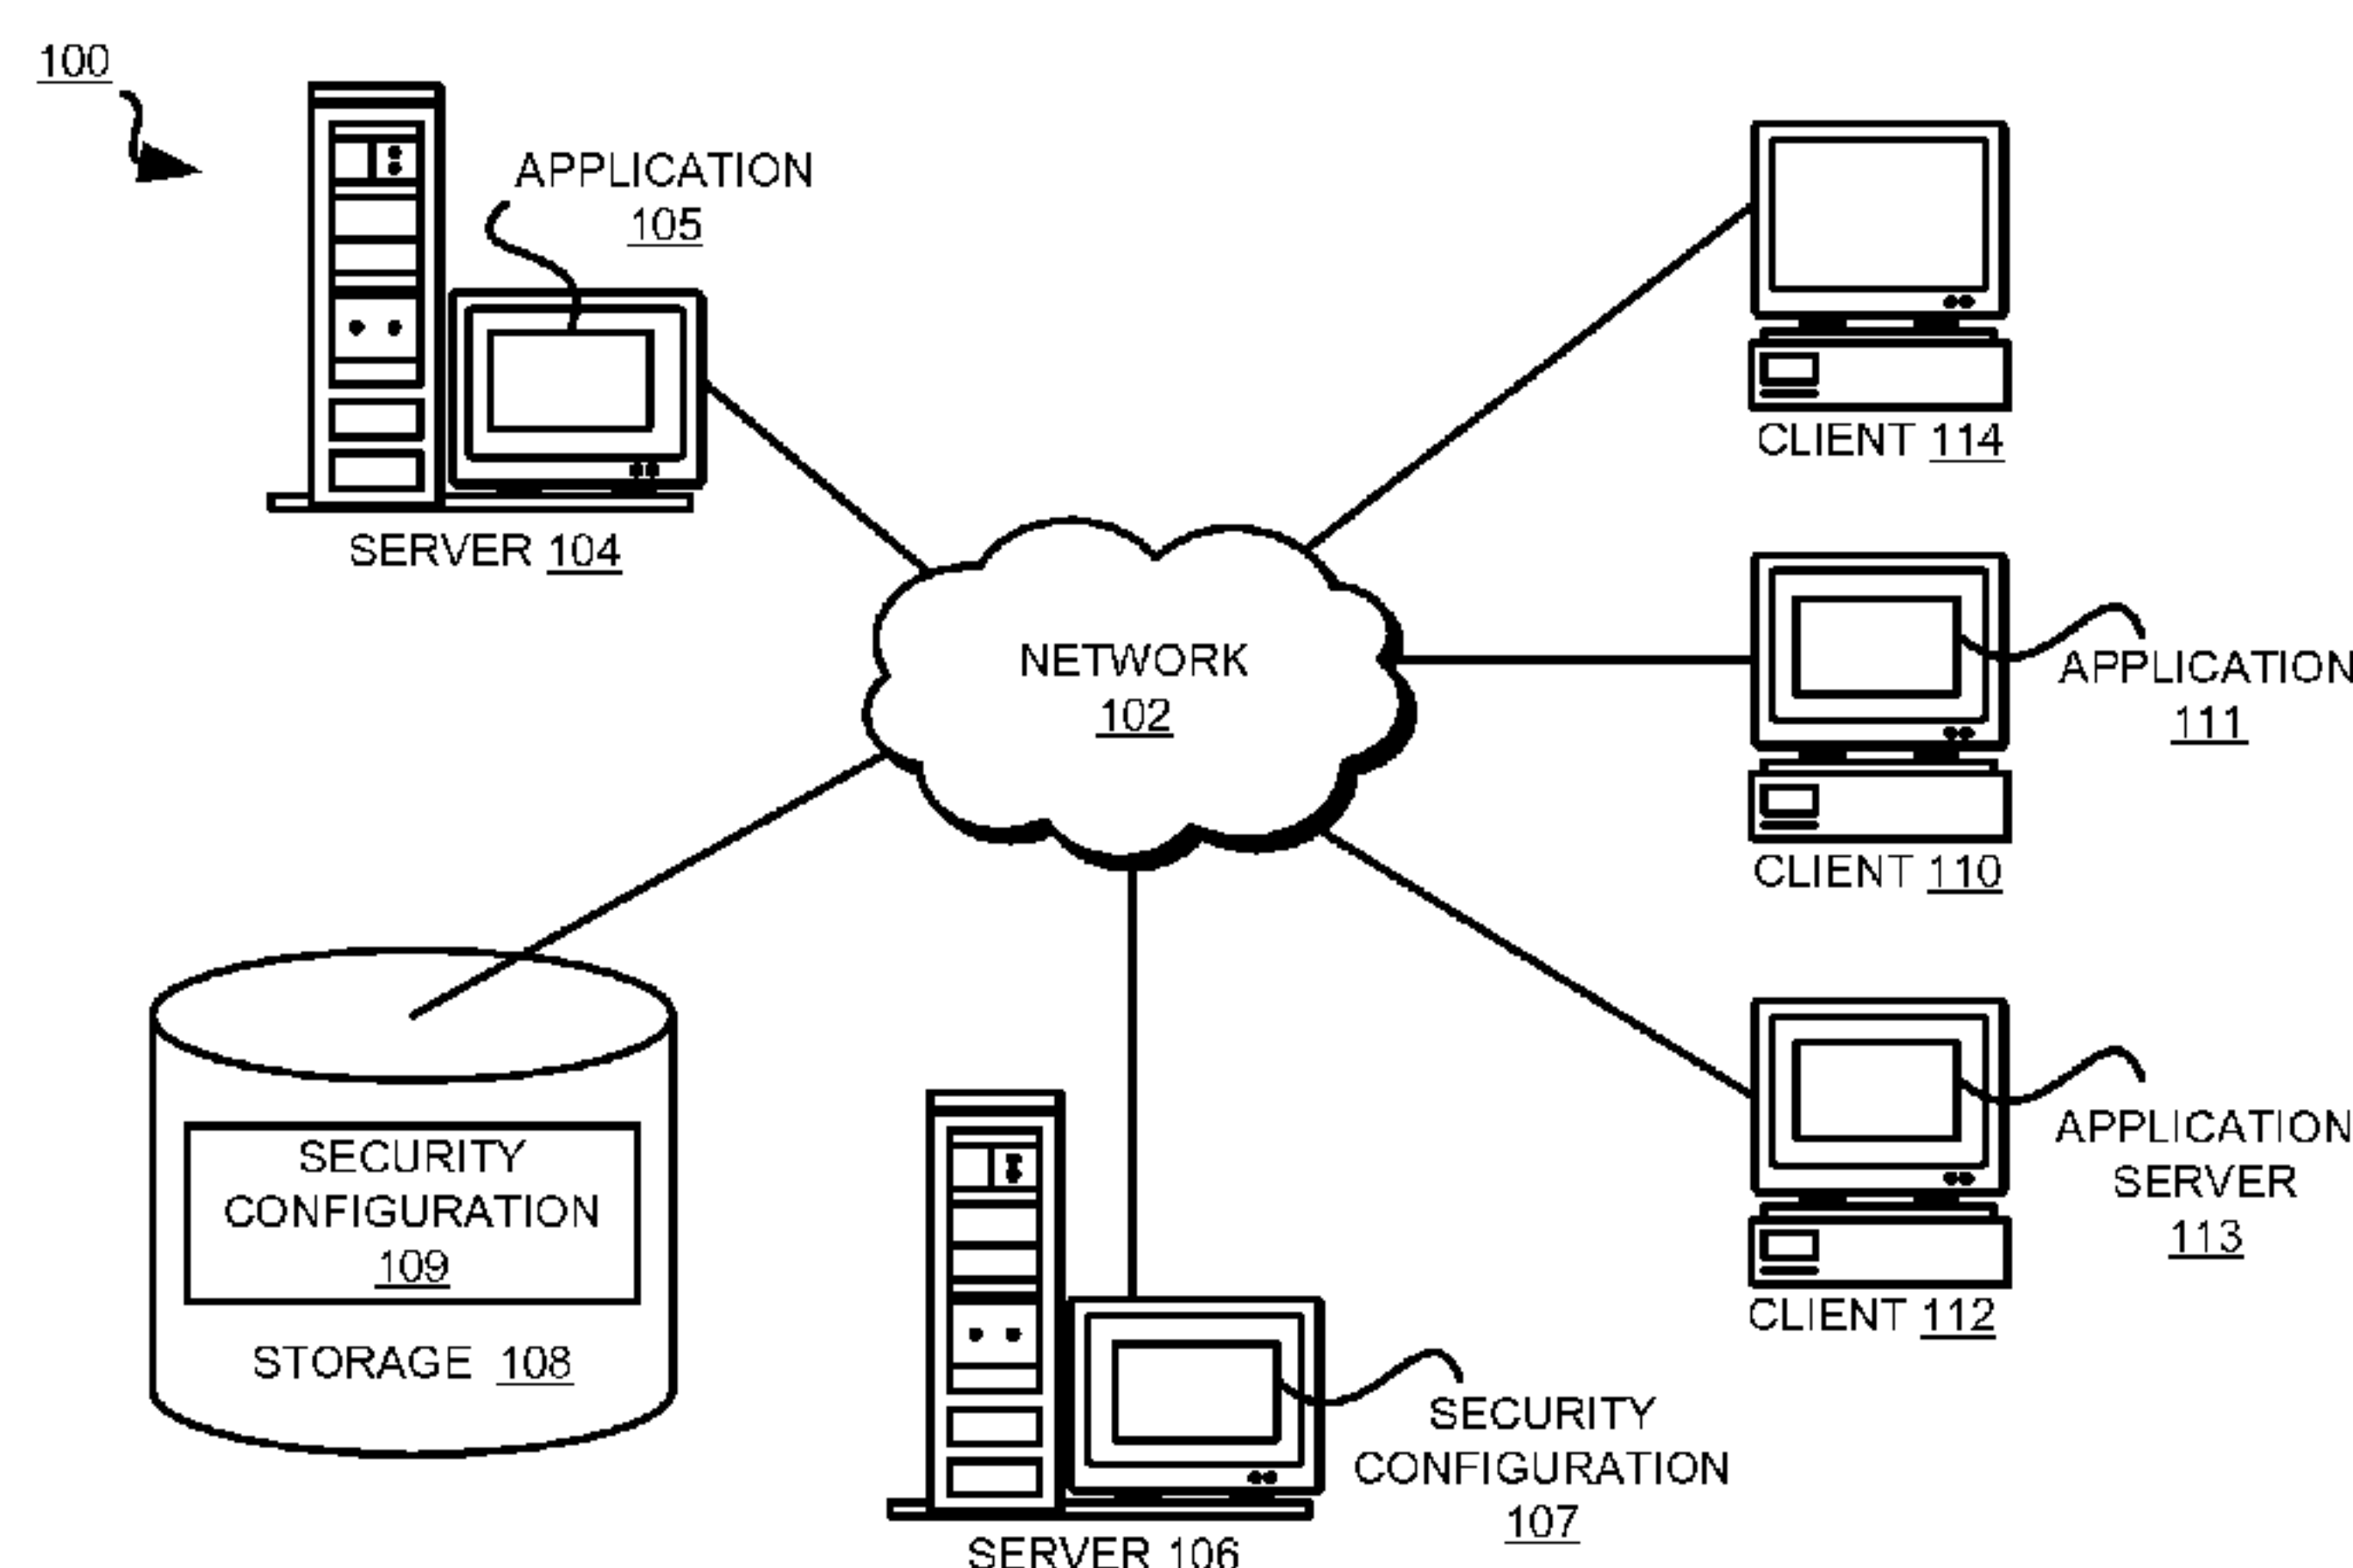 100
APPLICATION
105
SERVER 104
CLIENT 114
NETWORK
102
APPLICATION
111
CLIENT 110
SECURITY
CONFIGURATION
109
STORAGE 108
APPLICATION
SERVER
113
CLIENT 112
SECURITY
CONFIGURATION
107
SERVER 106